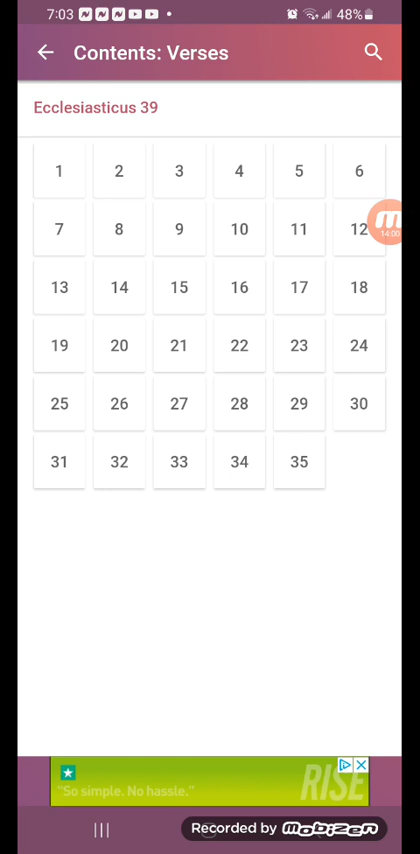 7:03 48%
Contents: Verses
Ecclesiasticus 39
1 2 3 4 5 6
7 8 9 10 11 12
14:00
13 14 15 16 17 18
19 20 21 22 23 24
25 26 27 28 29 30
31 32 33 34 35
"So simple. No hassle."
RISE
Recorded by mobizen